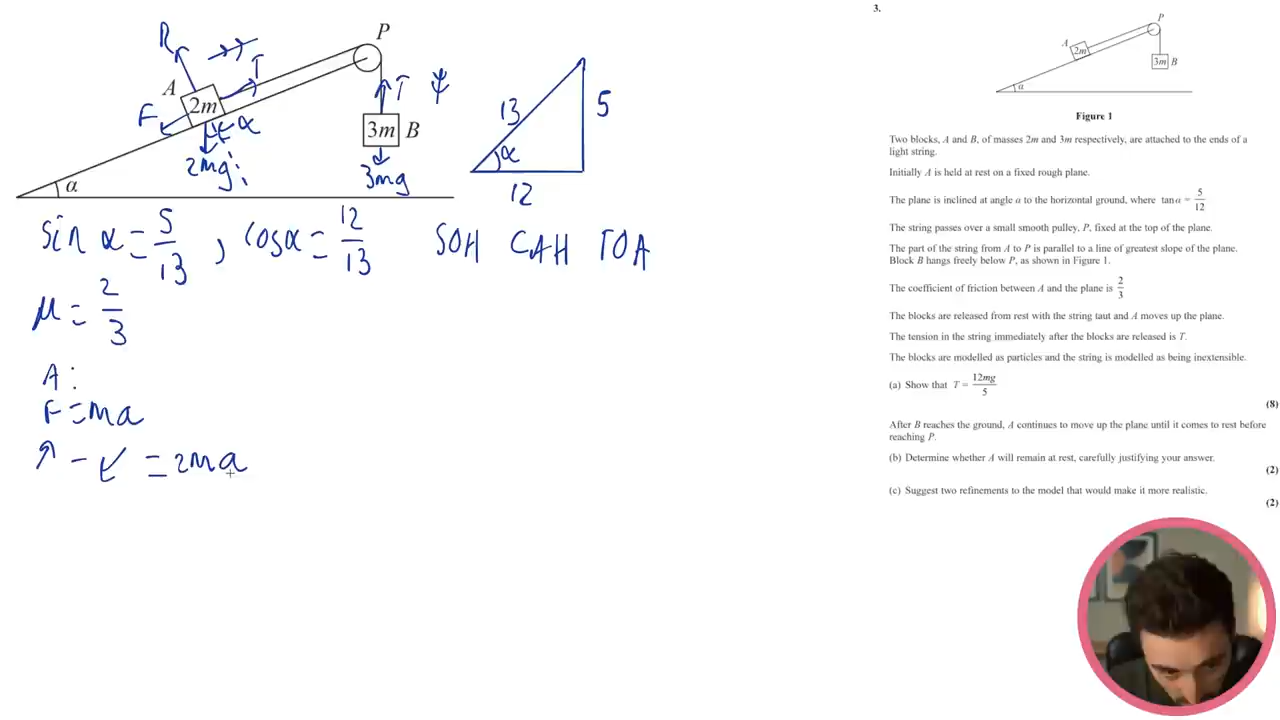 P
R
T
A
2m
F
α
2mg
α
T
3m B
3mg
13
5
α
12
sin α = 5/13 , cosα = 12/13 SOH CAH TOA
μ = 2/3
A:
F = ma
↗ - ↙ = 2ma
3.
P
A
2m
3m B
α
Figure 1
Two blocks, A and B, of masses 2m and 3m respectively, are attached to the ends of a
light string.
Initially A is held at rest on a fixed rough plane.
The plane is inclined at angle α to the horizontal ground, where tan α = 5/12
The string passes over a small smooth pulley, P, fixed at the top of the plane.
The part of the string from A to P is parallel to a line of greatest slope of the plane.
Block B hangs freely below P, as shown in Figure 1.
The coefficient of friction between A and the plane is 2/3
The blocks are released from rest with the string taut and A moves up the plane.
The tension in the string immediately after the blocks are released is T.
The blocks are modelled as particles and the string is modelled as being inextensible.
(a) Show that T = 12mg/5
(8)
After B reaches the ground, A continues to move up the plane until it comes to rest before
reaching P.
(b) Determine whether A will remain at rest, carefully justifying your answer.
(2)
(c) Suggest two refinements to the model that would make it more realistic.
(2)